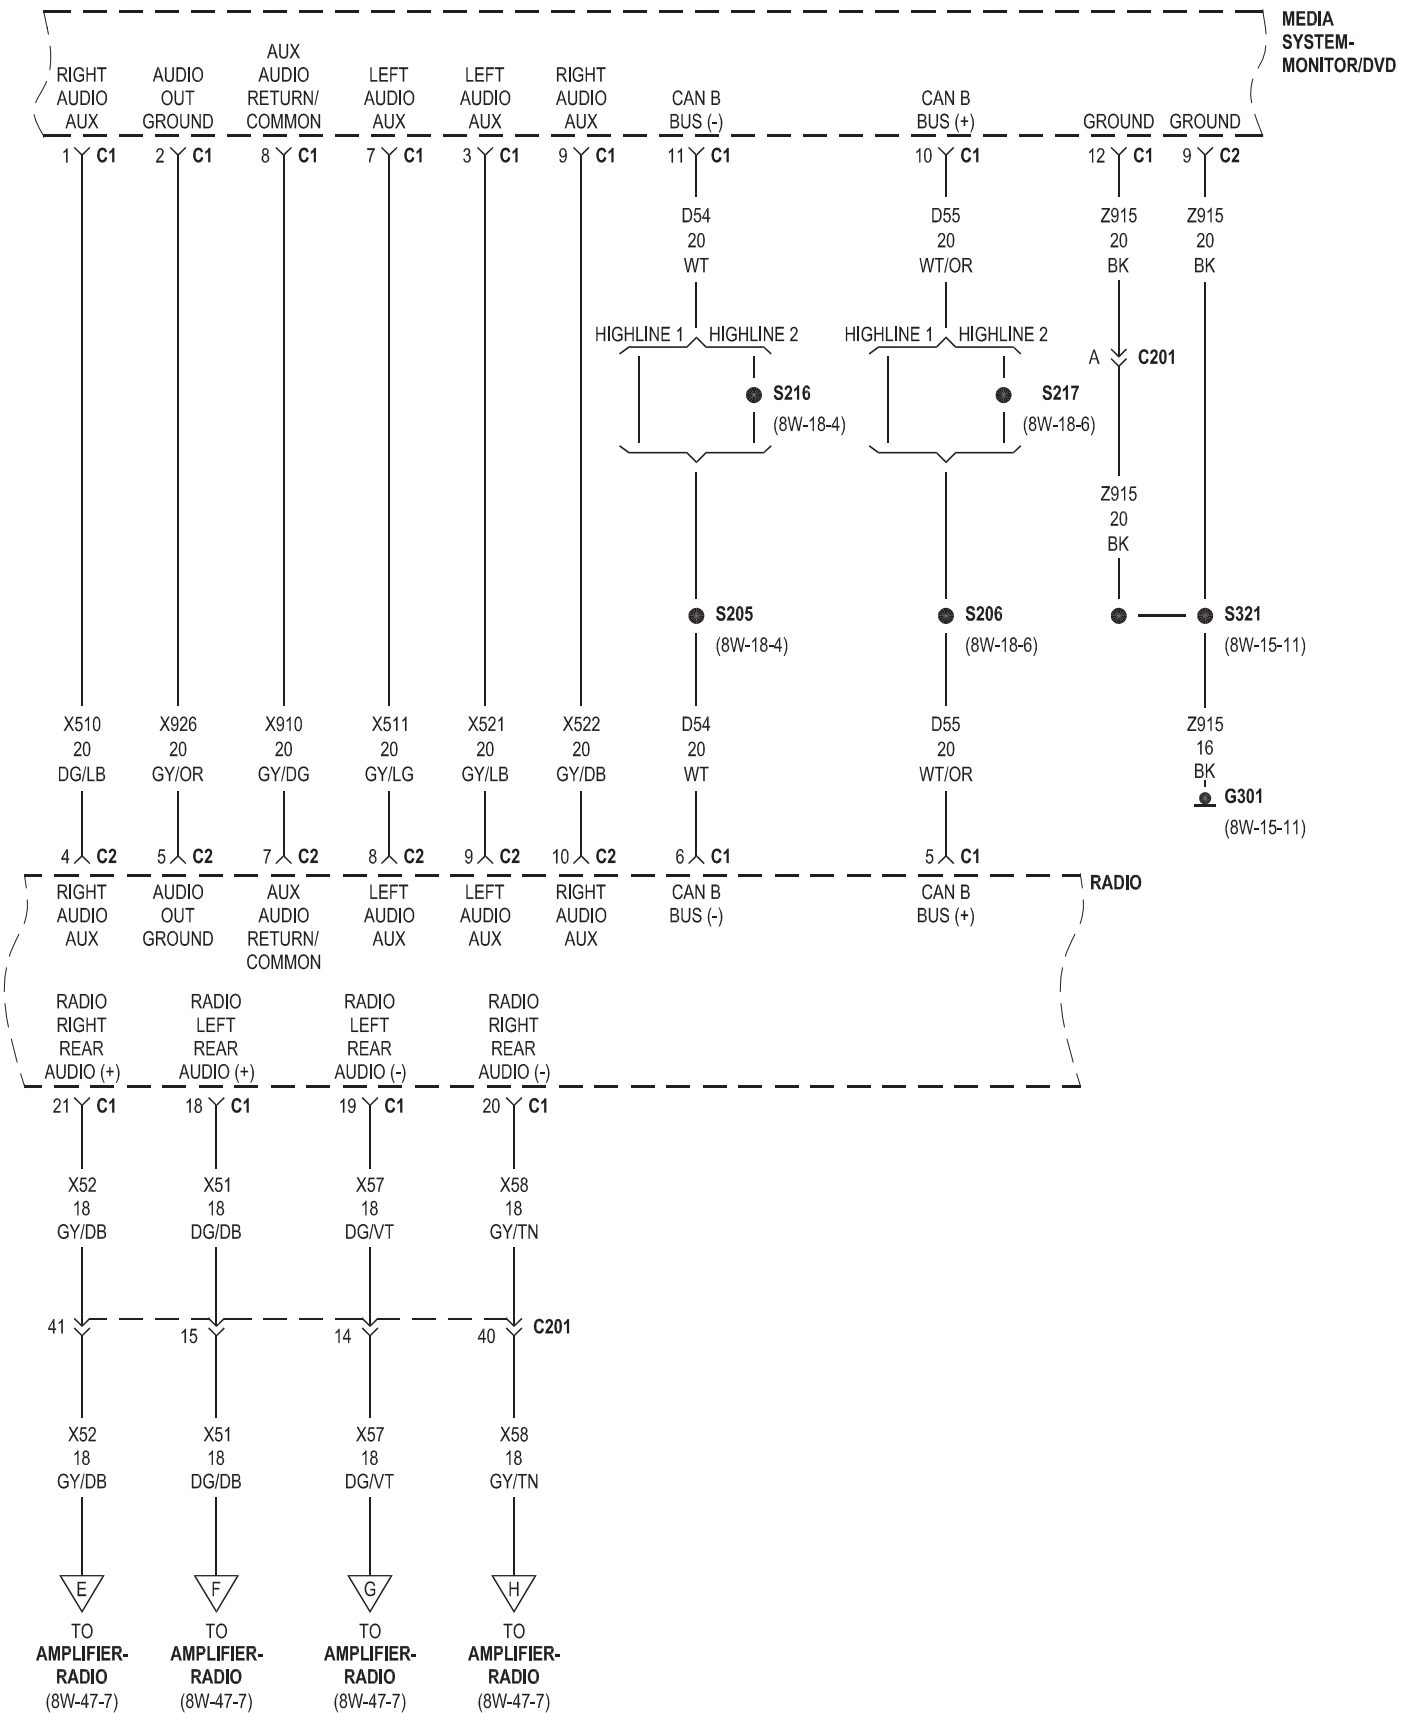 MEDIA
SYSTEM-
MONITOR/DVD
RIGHT
AUDIO
AUX
AUDIO
OUT
GROUND
AUX
AUDIO
RETURN/
COMMON
LEFT
AUDIO
AUX
LEFT
AUDIO
AUX
RIGHT
AUDIO
AUX
CAN B
BUS (-)
CAN B
BUS (+)
GROUND
GROUND
1 C1
2 C1
8 C1
7 C1
3 C1
9 C1
11 C1
10 C1
12 C1
9 C2
D54
20
WT
D55
20
WT/OR
Z915
20
BK
Z915
20
BK
HIGHLINE 1 HIGHLINE 2
HIGHLINE 1 HIGHLINE 2
A C201
S216
(8W-18-4)
S217
(8W-18-6)
Z915
20
BK
S205
(8W-18-4)
S206
(8W-18-6)
S321
(8W-15-11)
X510
20
DG/LB
X926
20
GY/OR
X910
20
GY/DG
X511
20
GY/LG
X521
20
GY/LB
X522
20
GY/DB
D54
20
WT
D55
20
WT/OR
Z915
16
BK
G301
(8W-15-11)
4 C2
5 C2
7 C2
8 C2
9 C2
10 C2
6 C1
5 C1
RADIO
RIGHT
AUDIO
AUX
AUDIO
OUT
GROUND
AUX
AUDIO
RETURN/
COMMON
LEFT
AUDIO
AUX
LEFT
AUDIO
AUX
RIGHT
AUDIO
AUX
CAN B
BUS (-)
CAN B
BUS (+)
RADIO
RIGHT
REAR
AUDIO (+)
RADIO
LEFT
REAR
AUDIO (+)
RADIO
LEFT
REAR
AUDIO (-)
RADIO
RIGHT
REAR
AUDIO (-)
21 C1
18 C1
19 C1
20 C1
X52
18
GY/DB
X51
18
DG/DB
X57
18
DG/VT
X58
18
GY/TN
41
15
14
40
C201
X52
18
GY/DB
X51
18
DG/DB
X57
18
DG/VT
X58
18
GY/TN
E
F
G
H
TO
AMPLIFIER-
RADIO
(8W-47-7)
TO
AMPLIFIER-
RADIO
(8W-47-7)
TO
AMPLIFIER-
RADIO
(8W-47-7)
TO
AMPLIFIER-
RADIO
(8W-47-7)